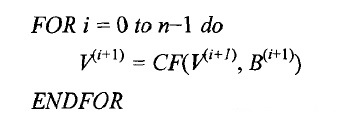 FOR i = 0 to n−1 do
V^(i+1) = CF(V^(i+1), B^(i+1))
ENDFOR